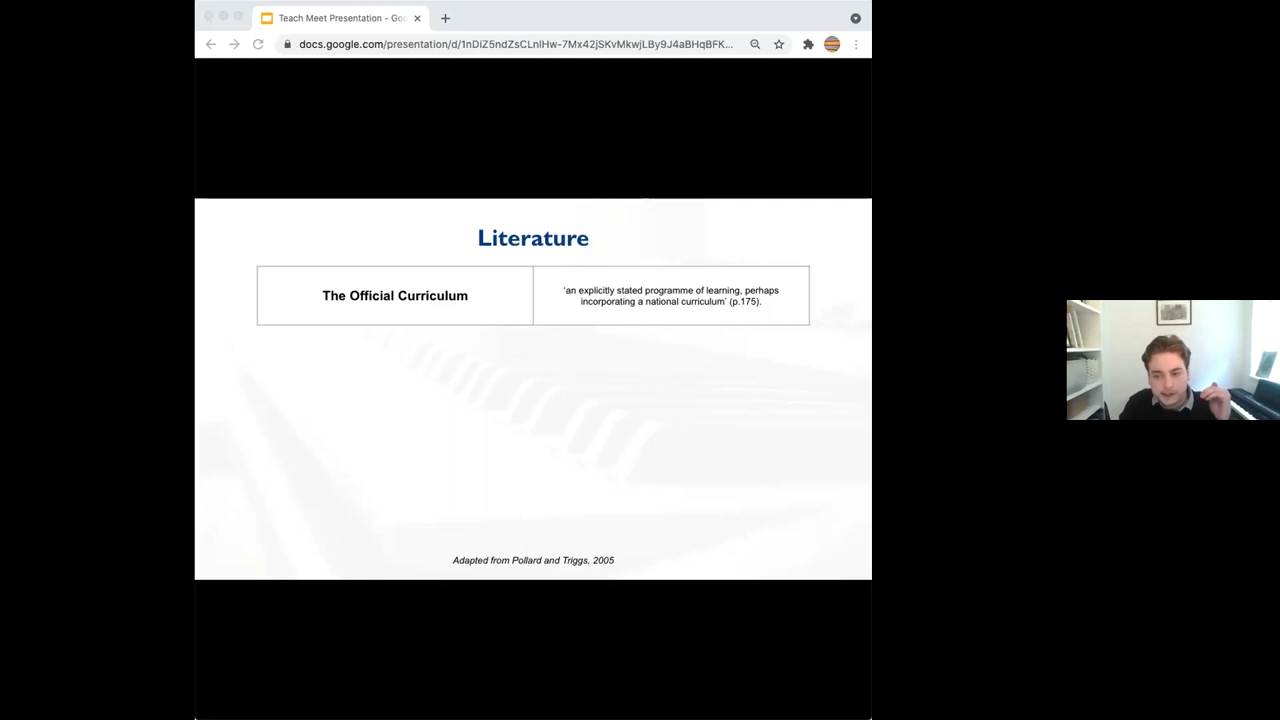 Teach Meet Presentation - Goo
docs.google.com/presentation/d/1nDiZ5ndZsCLnlHw-7Mx42jSKvMkwjLBy9J4aBHqBFK...
Literature
The Official Curriculum
‘an explicitly stated programme of learning, perhaps
incorporating a national curriculum’ (p.175).
Adapted from Pollard and Triggs, 2005